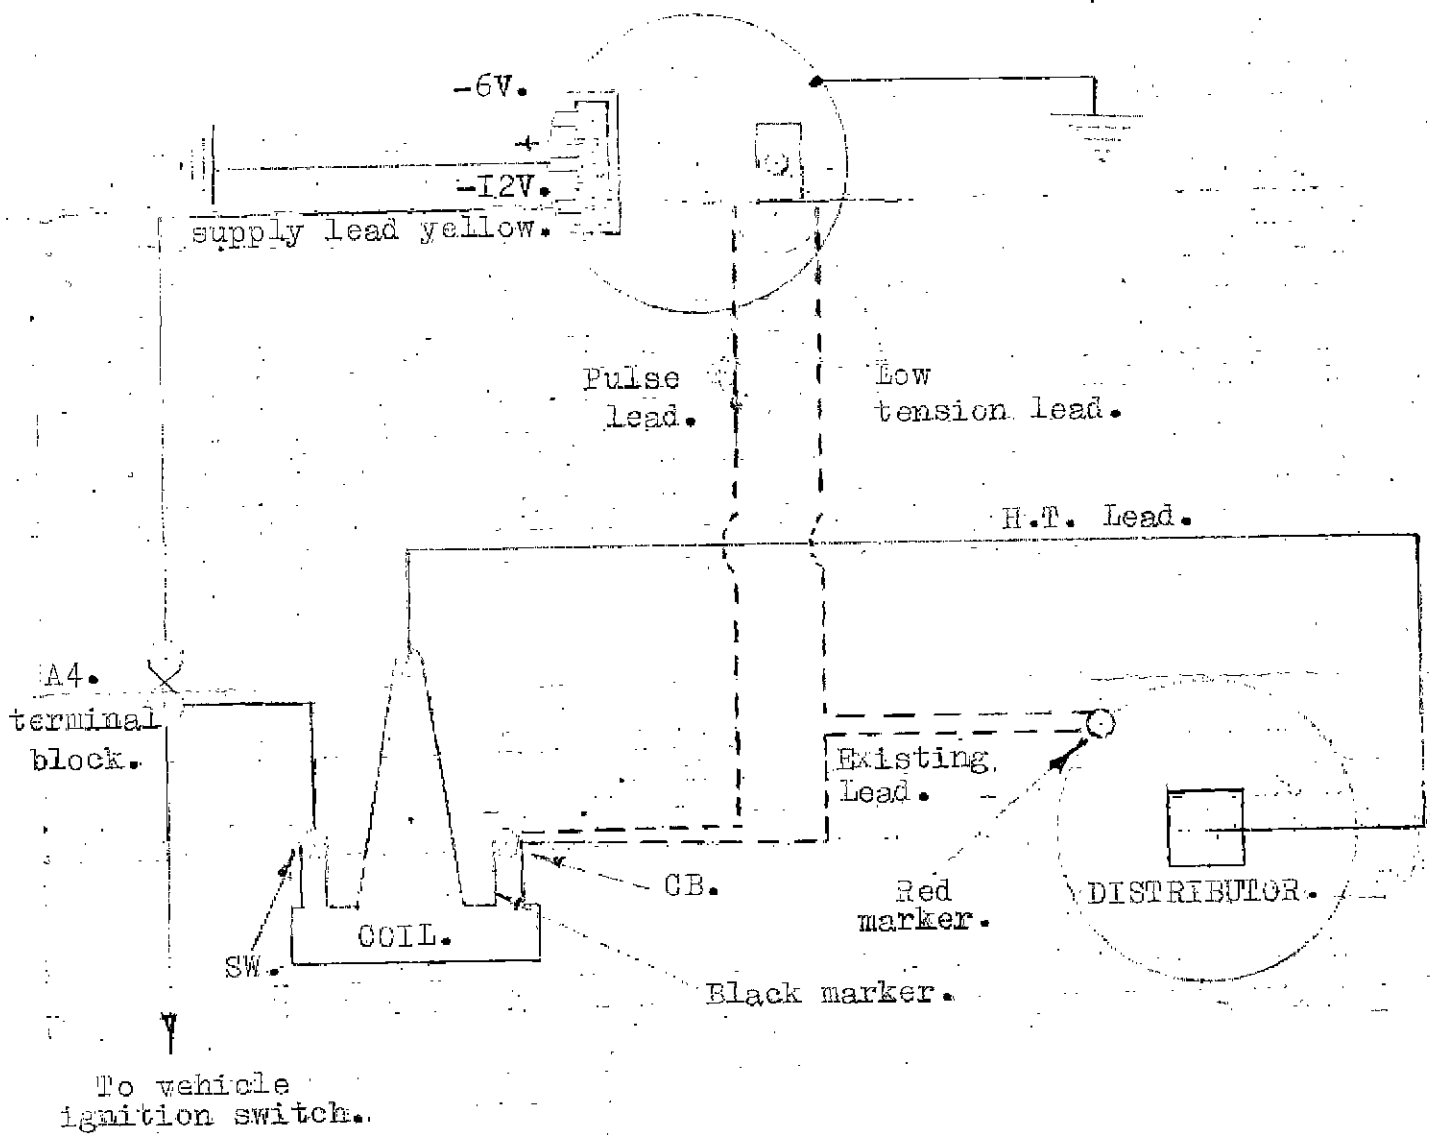 -6V.
+
-I2V.
supply lead yellow.
Pulse
lead.
Low
tension lead.
H.T. Lead.
A4.
terminal
block.
Existing
Lead.
CB.
Red
marker.
DISTRIBUTOR.
COIL.
SW.
Black marker.
To vehicle
ignition switch.